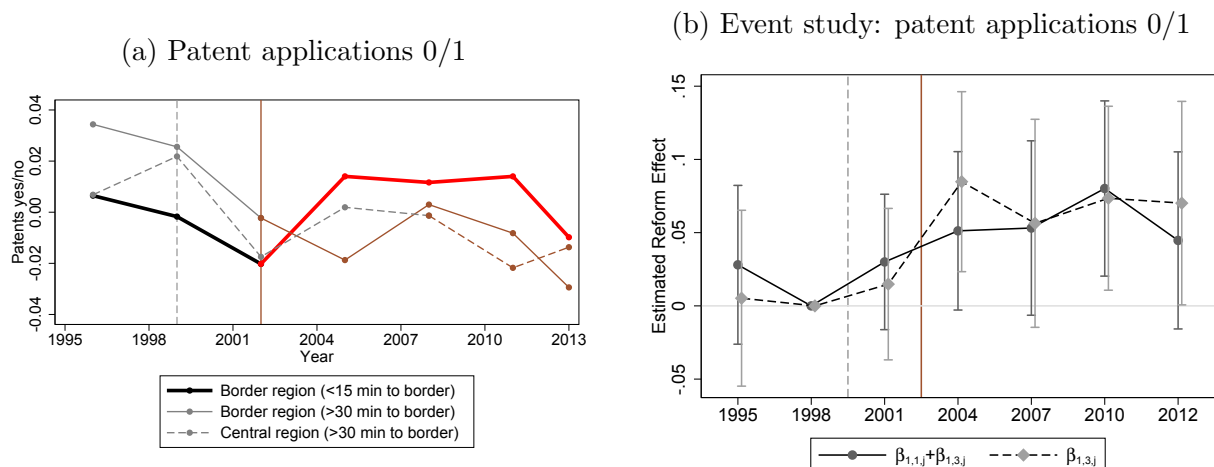 (a) Patent applications 0/1
0.04
0.02
0.00
-0.02
-0.04
Patents yes/no
1995 1998 2001 2004 2007 2010 2013
Year
Border region (<15 min to border)
Border region (>30 min to border)
Central region (>30 min to border)
(b) Event study: patent applications 0/1
.15
.1
.05
0
-.05
Estimated Reform Effect
1995 1998 2001 2004 2007 2010 2012
β1,1,j+β1,3,j β1,3,j